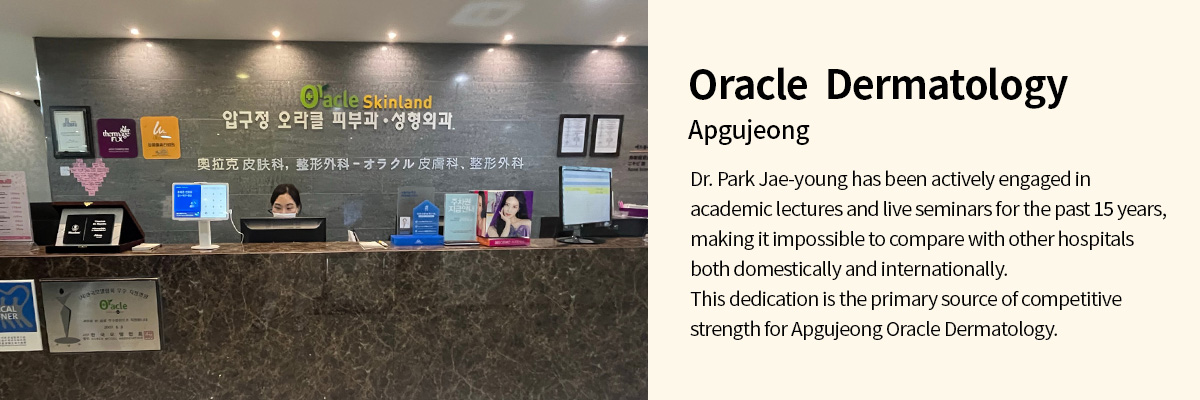 Oracle Skinland
압구정 오라클 피부과·성형외과
奧拉克 皮肤科, 整形外科-オラクル 皮膚科、整形外科
Oracle
Oracle Dermatology
Apgujeong
Dr. Park Jae-young has been actively engaged in
academic lectures and live seminars for the past 15 years,
making it impossible to compare with other hospitals
both domestically and internationally.
This dedication is the primary source of competitive
strength for Apgujeong Oracle Dermatology.